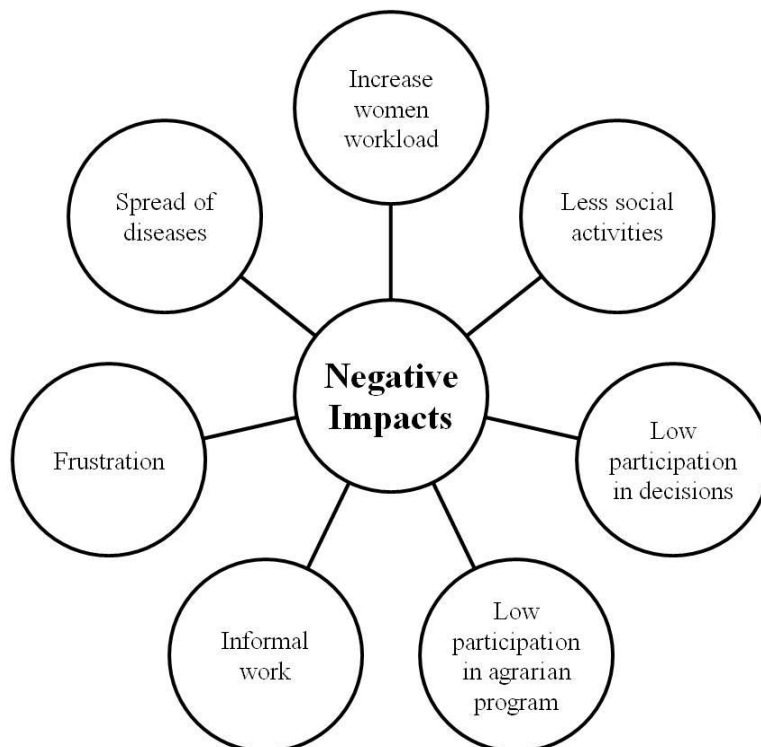 Increase
women
workload
Less social
activities
Low
participation
in decisions
Low
participation
in agrarian
program
Informal
work
Frustration
Spread of
diseases
Negative
Impacts